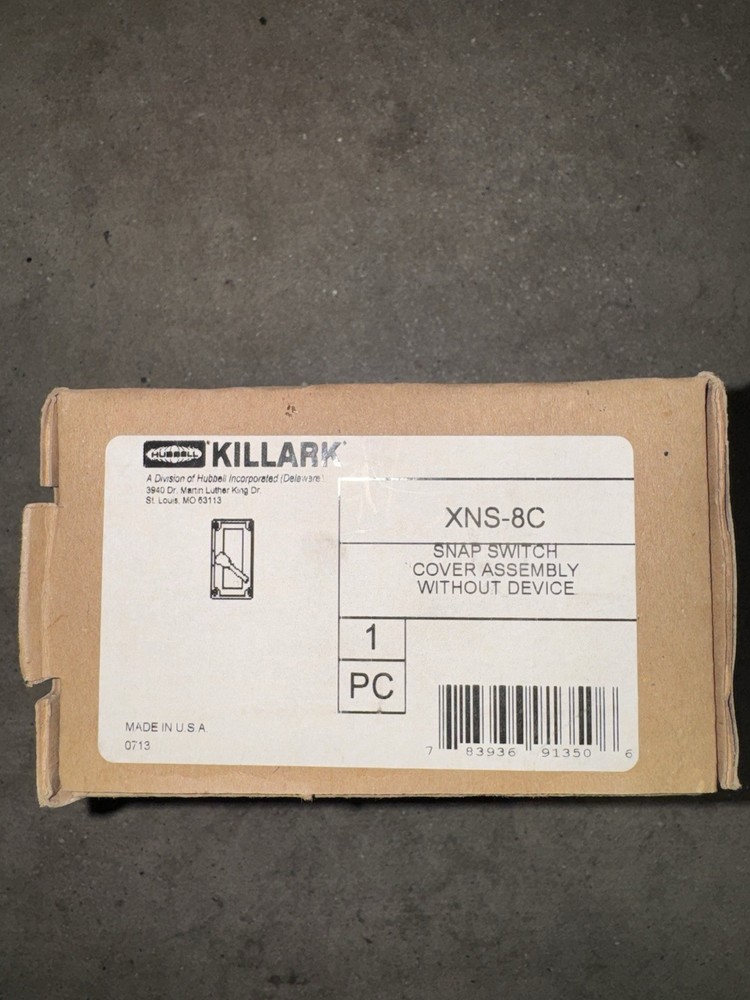 HUBBELL KILLARK
A Division of Hubbell Incorporated (Delaware)
3940 Dr. Martin Luther King Dr.
St. Louis, MO 63113
XNS-8C
SNAP SWITCH
COVER ASSEMBLY
WITHOUT DEVICE
1
PC
MADE IN U.S.A.
0713
7 83936 91350 6